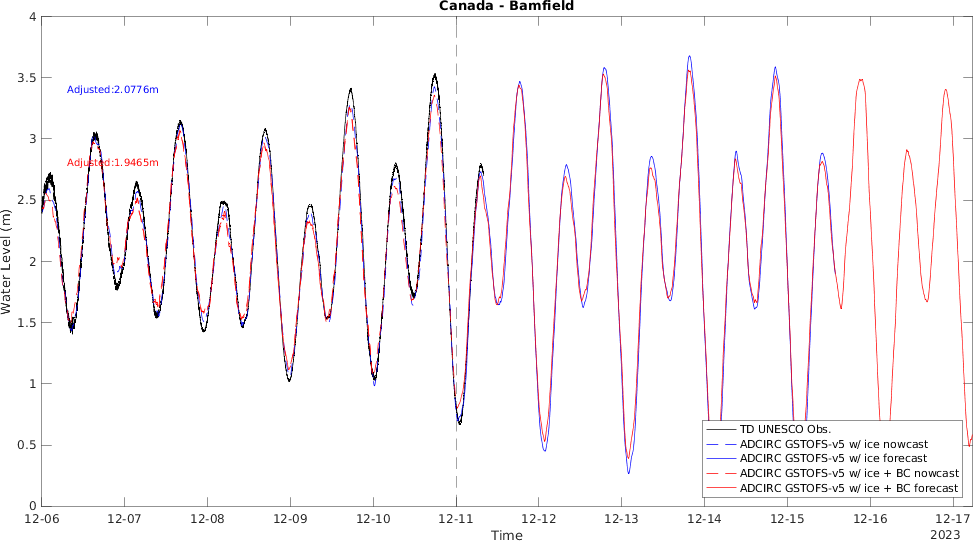 Canada - Bamfield
4
3.5
3
2.5
2
1.5
1
0.5
0
Water Level (m)
Adjusted:2.0776m
Adjusted:1.9465m
TD UNESCO Obs.
ADCIRC GSTOFS-v5 w/ ice nowcast
ADCIRC GSTOFS-v5 w/ ice forecast
ADCIRC GSTOFS-v5 w/ ice + BC nowcast
ADCIRC GSTOFS-v5 w/ ice + BC forecast
12-06 12-07 12-08 12-09 12-10 12-11 12-12 12-13 12-14 12-15 12-16 12-17
Time
2023